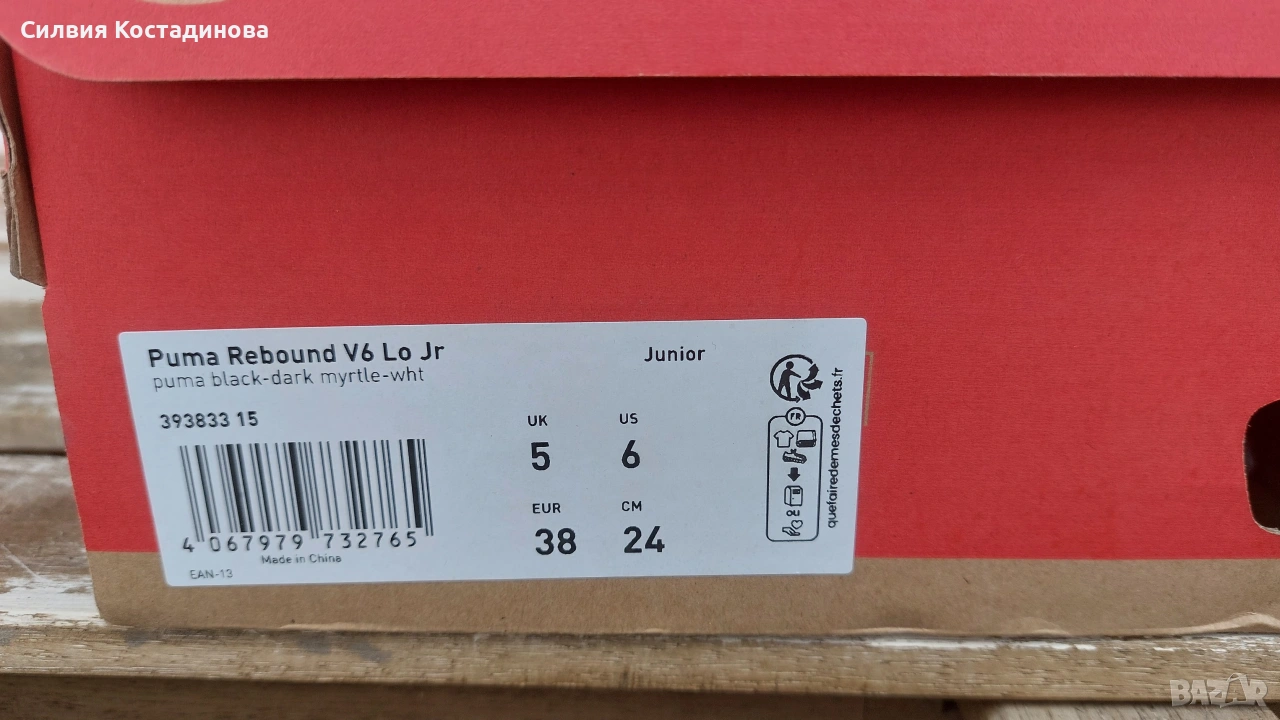 Силвия Костадинова
Puma Rebound V6 Lo Jr
Junior
puma black-dark myrtle-wht
393833 15
UK
US
5
6
EUR
CM
38
24
4 067979 732765
Made in China
EAN-13
FR
quefairedemesdechets.fr
BAZAR